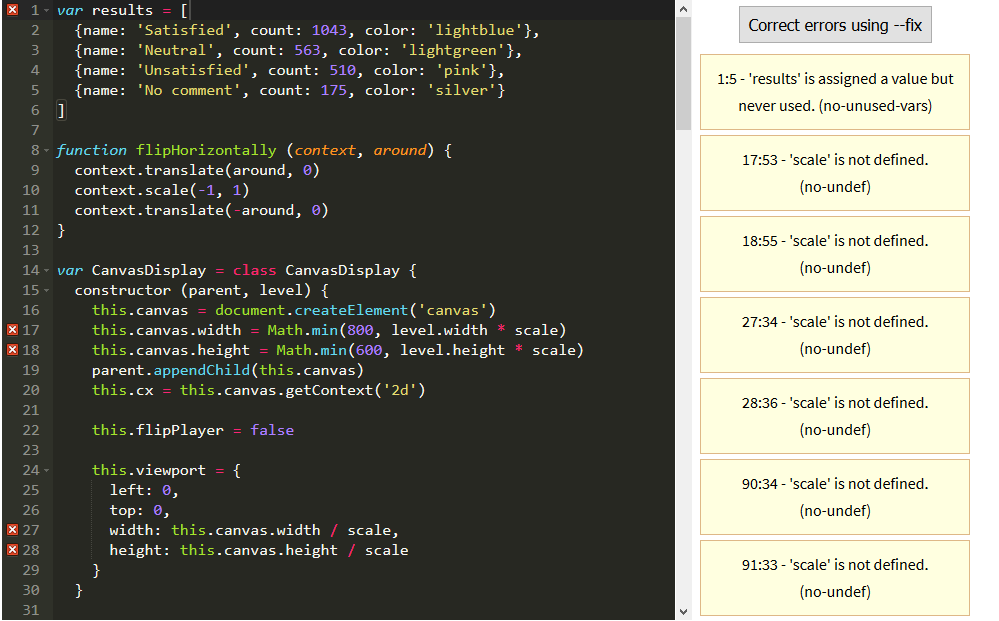 1 var results = [
2 {name: 'Satisfied', count: 1043, color: 'lightblue'},
3 {name: 'Neutral', count: 563, color: 'lightgreen'},
4 {name: 'Unsatisfied', count: 510, color: 'pink'},
5 {name: 'No comment', count: 175, color: 'silver'}
6 ]
7
8 function flipHorizontally (context, around) {
9 context.translate(around, 0)
10 context.scale(-1, 1)
11 context.translate(-around, 0)
12 }
13
14 var CanvasDisplay = class CanvasDisplay {
15 constructor (parent, level) {
16 this.canvas = document.createElement('canvas')
17 this.canvas.width = Math.min(800, level.width * scale)
18 this.canvas.height = Math.min(600, level.height * scale)
19 parent.appendChild(this.canvas)
20 this.cx = this.canvas.getContext('2d')
21
22 this.flipPlayer = false
23
24 this.viewport = {
25 left: 0,
26 top: 0,
27 width: this.canvas.width / scale,
28 height: this.canvas.height / scale
29 }
30 }
31
Correct errors using --fix
1:5 - 'results' is assigned a value but
never used. (no-unused-vars)
17:53 - 'scale' is not defined.
(no-undef)
18:55 - 'scale' is not defined.
(no-undef)
27:34 - 'scale' is not defined.
(no-undef)
28:36 - 'scale' is not defined.
(no-undef)
90:34 - 'scale' is not defined.
(no-undef)
91:33 - 'scale' is not defined.
(no-undef)